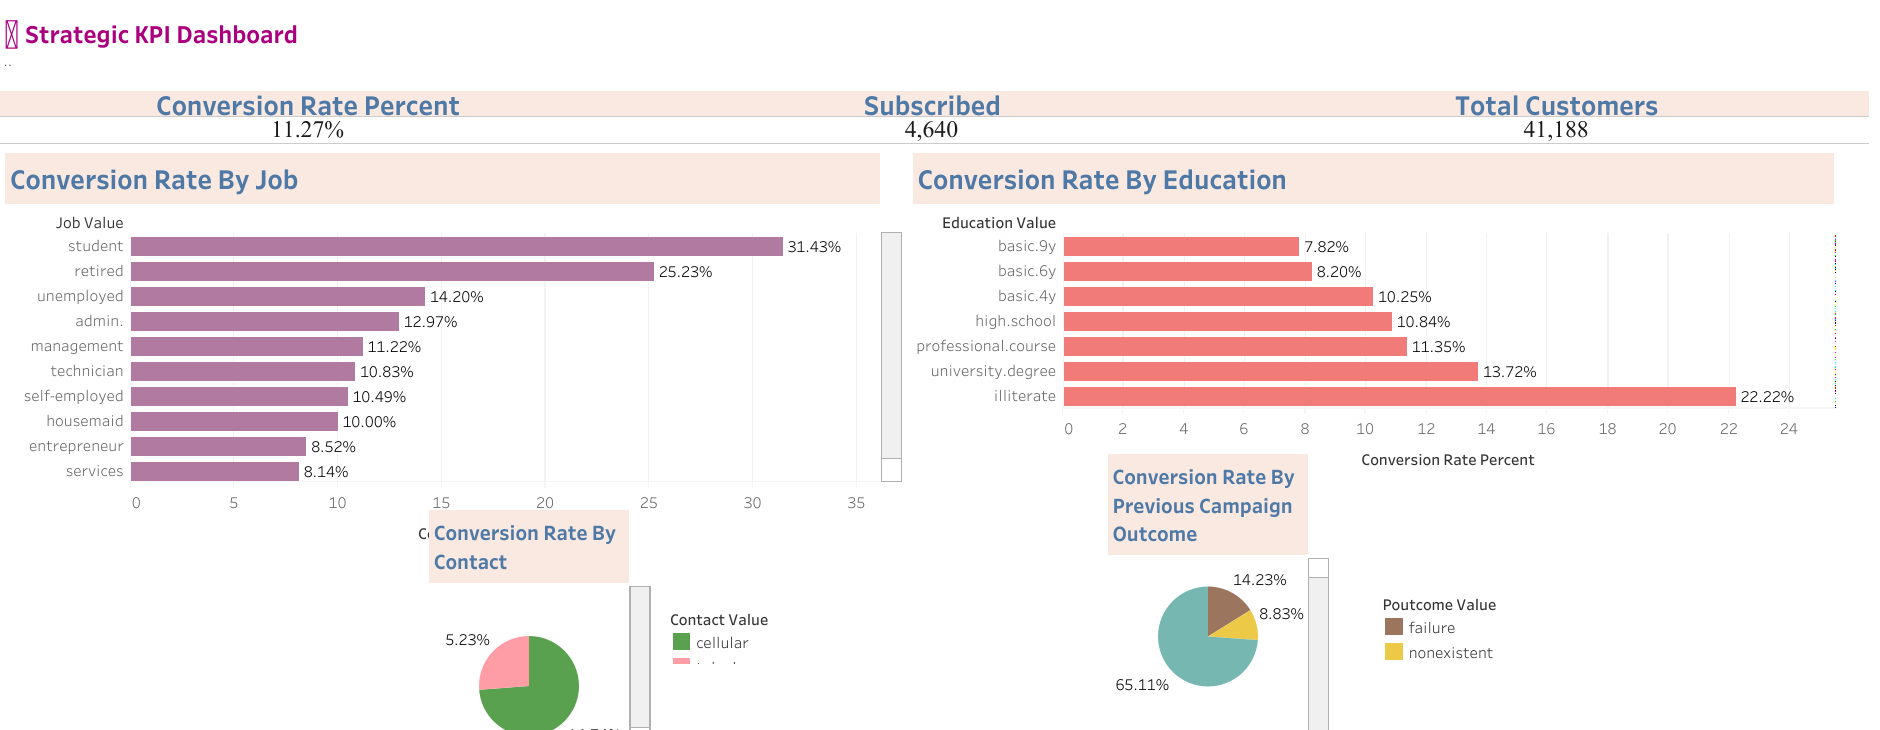 Strategic KPI Dashboard
..
Conversion Rate Percent Subscribed Total Customers
11.27% 4,640 41,188
Conversion Rate By Job
Job Value
student 31.43%
retired 25.23%
unemployed 14.20%
admin. 12.97%
management 11.22%
technician 10.83%
self-employed 10.49%
housemaid 10.00%
entrepreneur 8.52%
services 8.14%
0 5 10 15 20 25 30 35
Conversion Rate By Education
Education Value
basic.9y 7.82%
basic.6y 8.20%
basic.4y 10.25%
high.school 10.84%
professional.course 11.35%
university.degree 13.72%
illiterate 22.22%
0 2 4 6 8 10 12 14 16 18 20 22 24
Conversion Rate Percent
Conversion Rate By
Contact
5.23%
Contact Value
cellular
Conversion Rate By
Previous Campaign
Outcome
14.23%
8.83%
65.11%
Poutcome Value
failure
nonexistent